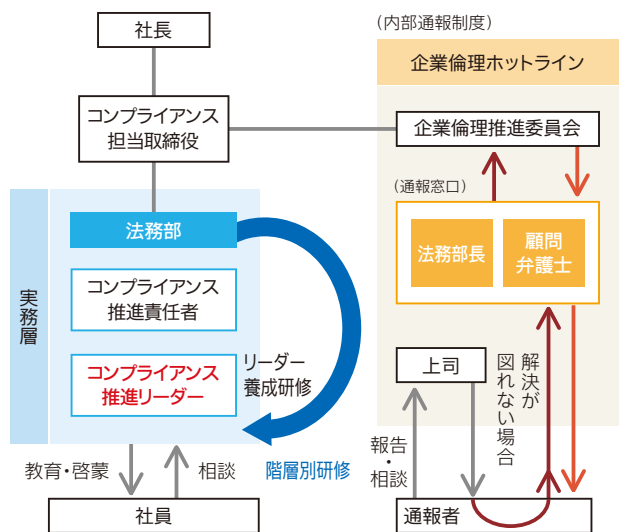 社長
コンプライアンス
担当取締役
実務層
法務部
コンプライアンス
推進責任者
コンプライアンス
推進リーダー
リーダー
養成研修
教育・啓蒙
相談
階層別研修
社員
(内部通報制度)
企業倫理ホットライン
企業倫理推進委員会
(通報窓口)
法務部長
顧問
弁護士
上司
解決が
図れない場合
報告・
相談
通報者